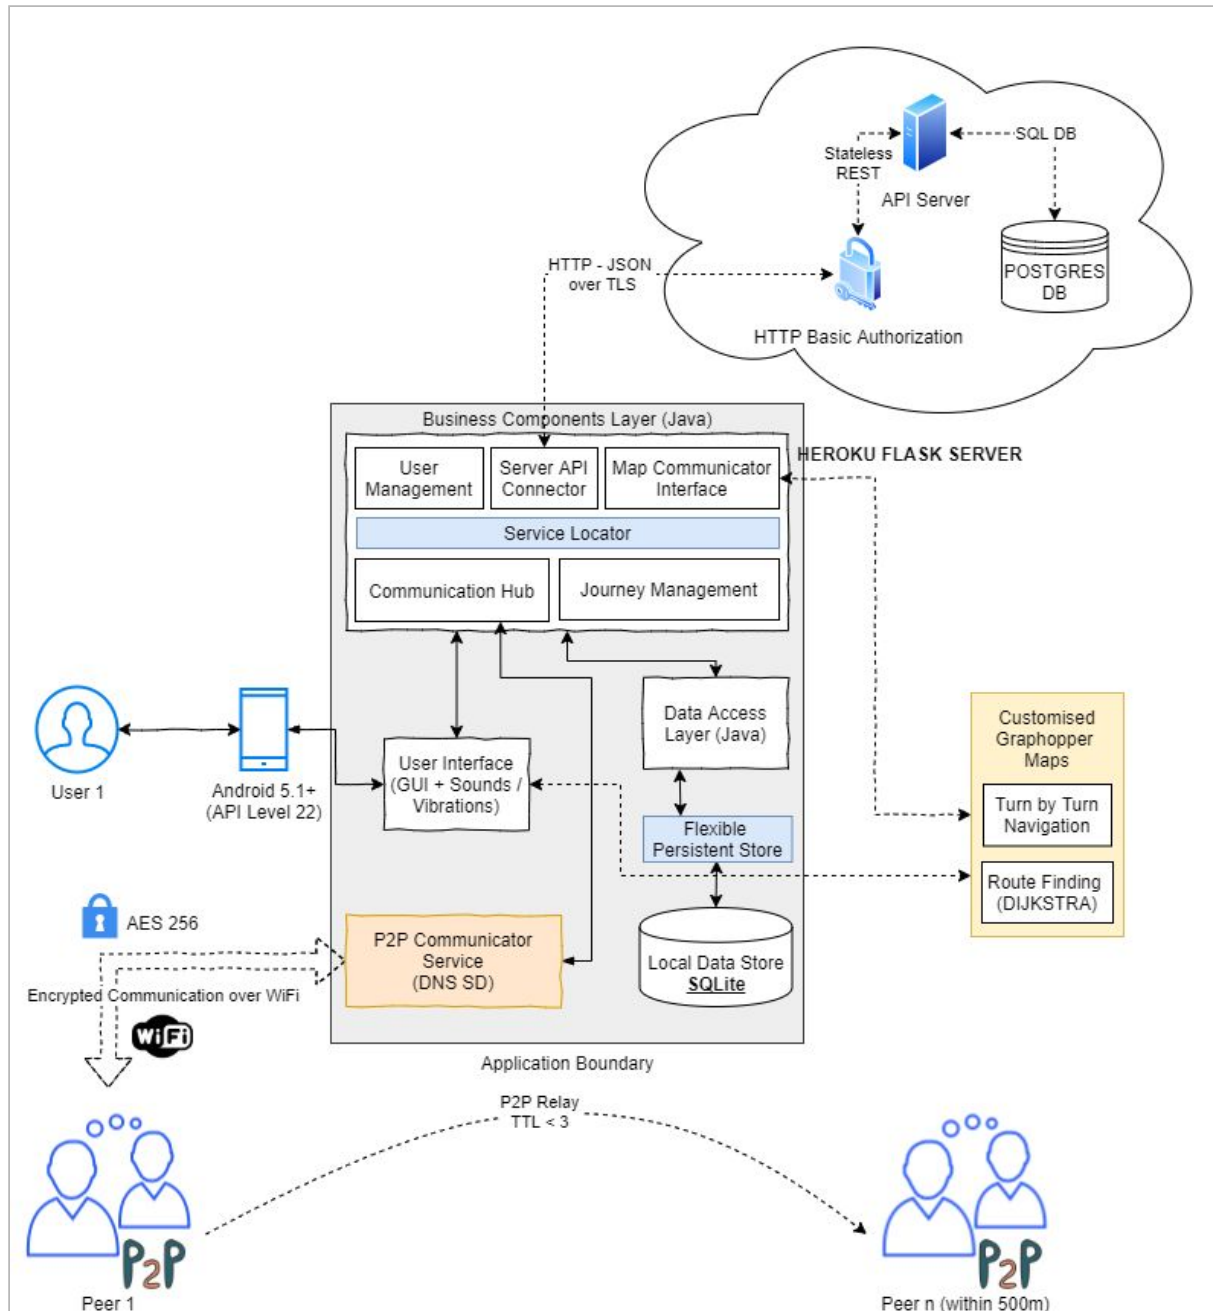 SQL DB
Stateless
REST
API Server
POSTGRES
DB
HTTP - JSON
over TLS
HTTP Basic Authorization
Business Components Layer (Java)
HEROKU FLASK SERVER
User
Management
Server API
Connector
Map Communicator
Interface
Service Locator
Communication Hub
Journey Management
Data Access
Layer (Java)
Customised
Graphopper
Maps
User Interface
(GUI + Sounds /
Vibrations)
User 1
Android 5.1+
(API Level 22)
Turn by Turn
Navigation
Flexible
Persistent Store
Route Finding
(DIJKSTRA)
AES 256
P2P Communicator
Service
(DNS SD)
Local Data Store
SQLite
Encrypted Communication over WiFi
WiFi
Application Boundary
P2P Relay
TTL < 3
P2P
P2P
Peer 1
Peer n (within 500m)